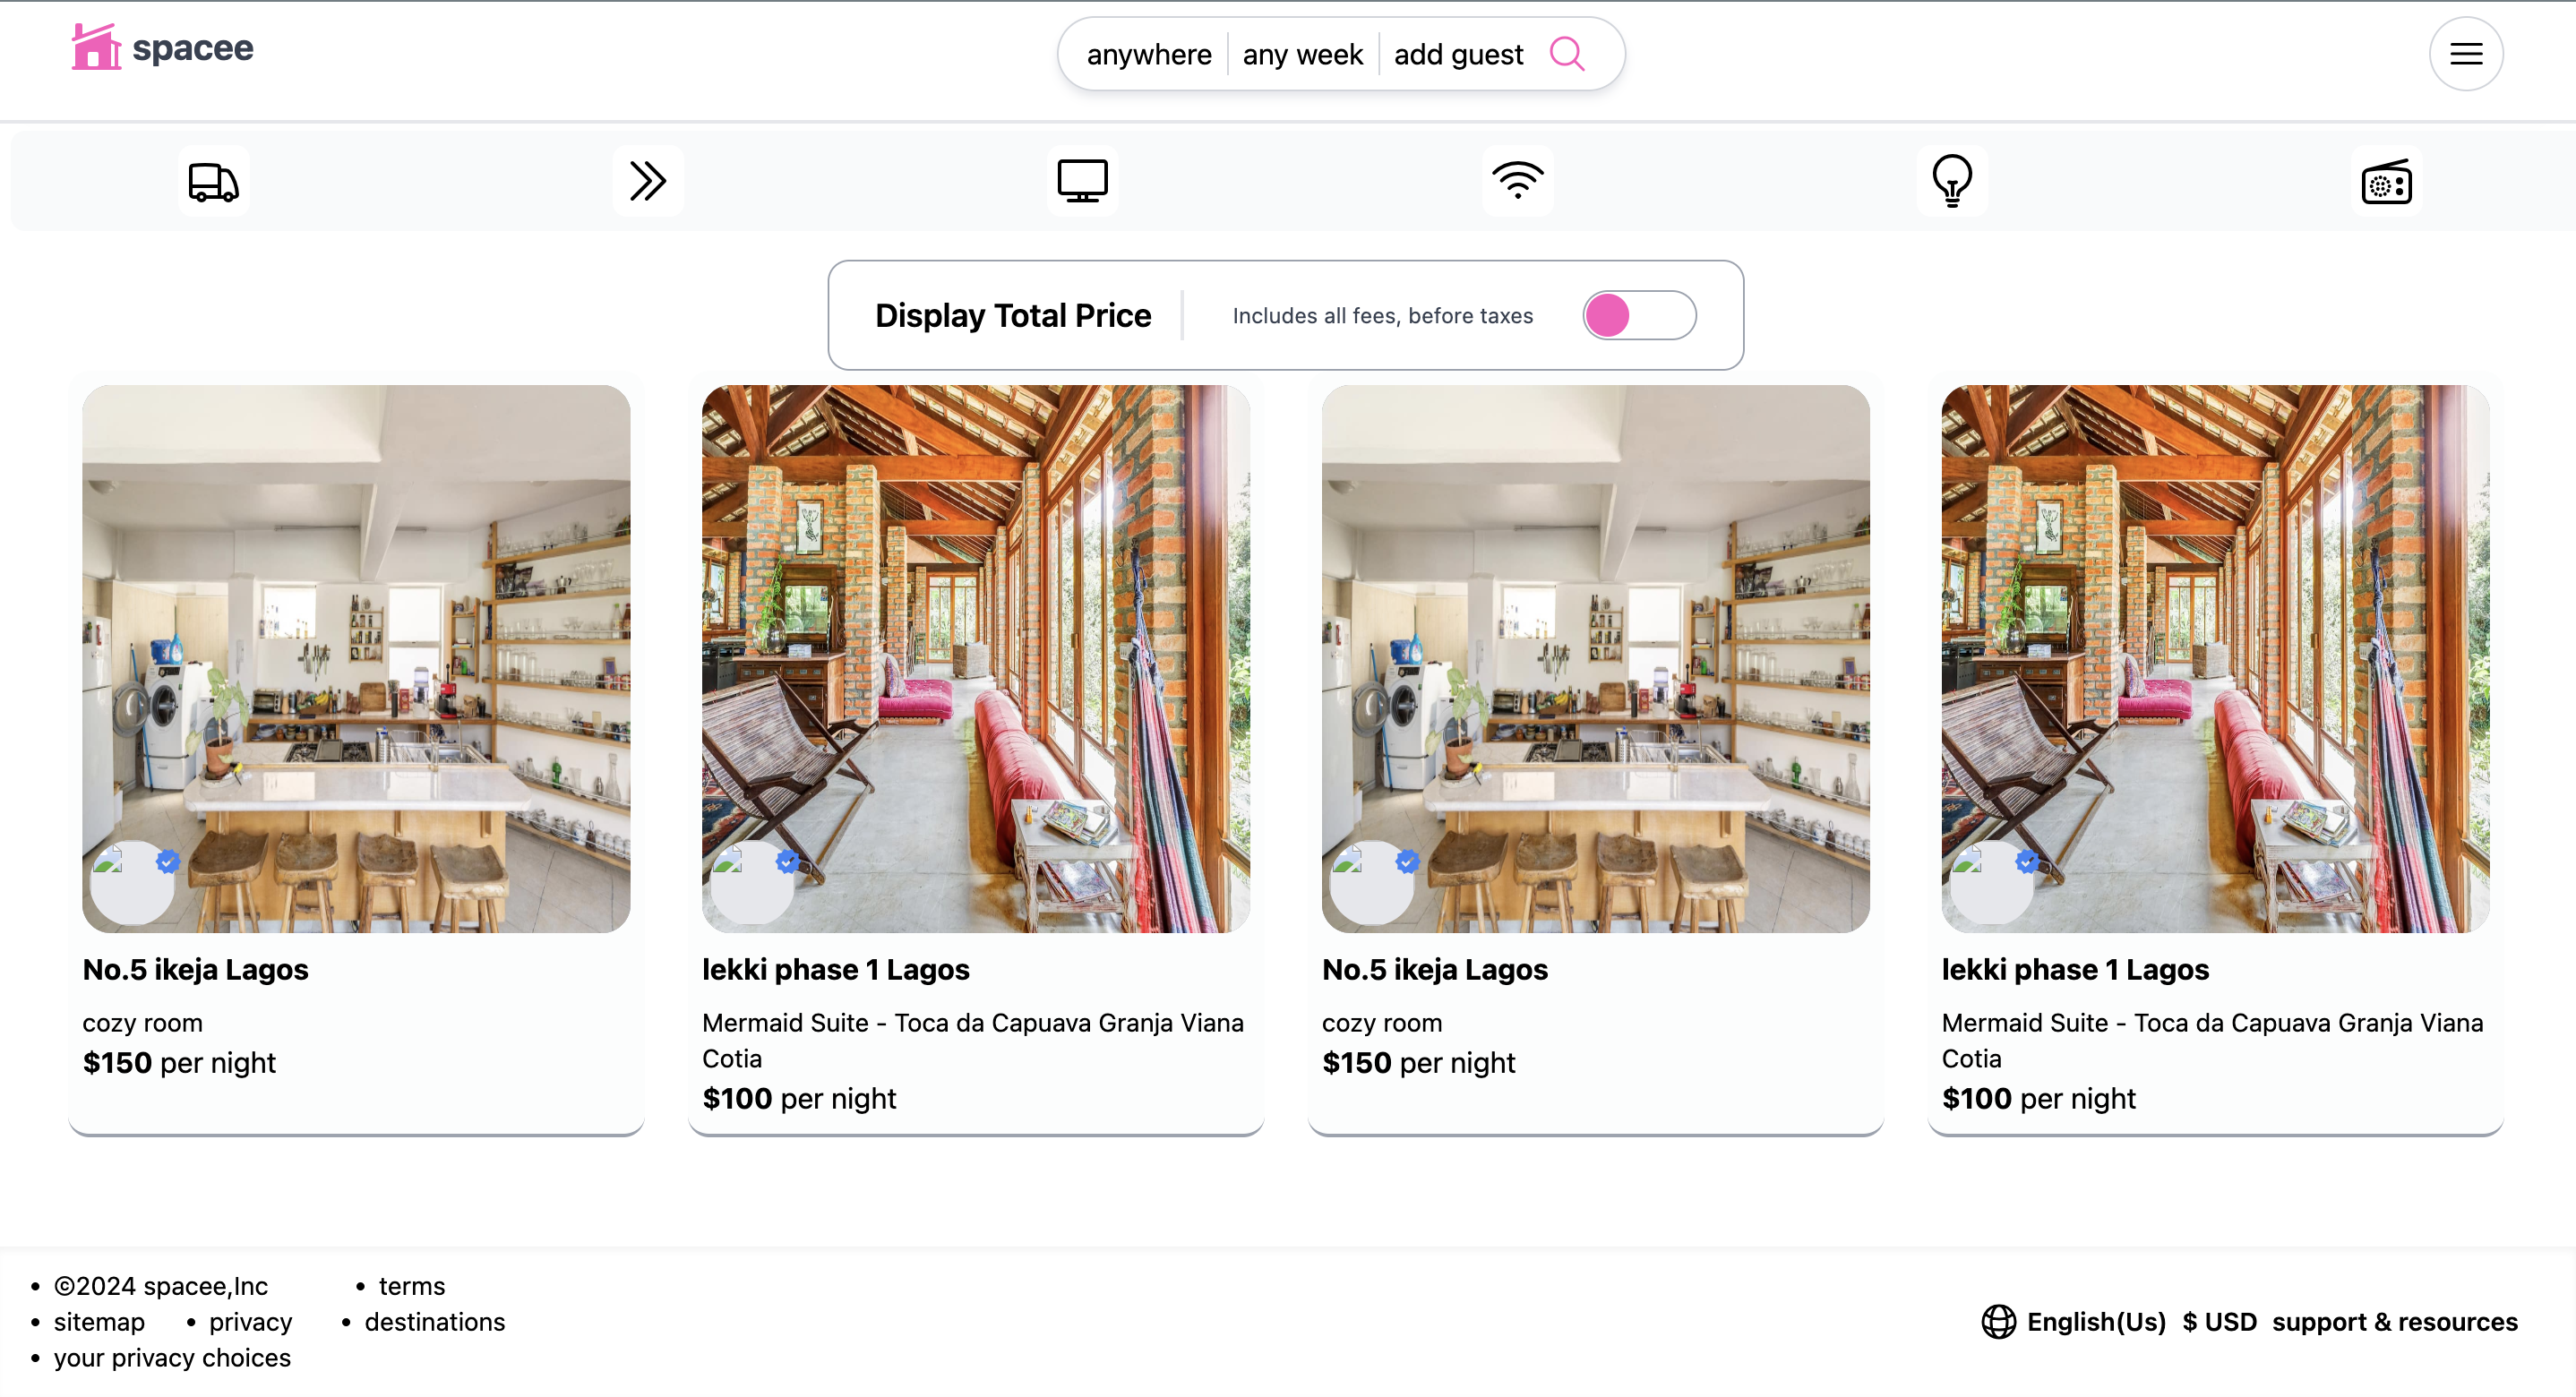 spacee
anywhere any week add guest
Display Total Price Includes all fees, before taxes
No.5 ikeja Lagos
cozy room
$150 per night
lekki phase 1 Lagos
Mermaid Suite - Toca da Capuava Granja Viana
Cotia
$100 per night
No.5 ikeja Lagos
cozy room
$150 per night
lekki phase 1 Lagos
Mermaid Suite - Toca da Capuava Granja Viana
Cotia
$100 per night
• ©2024 spacee,Inc • terms
• sitemap • privacy • destinations
• your privacy choices
English(Us) $ USD support & resources